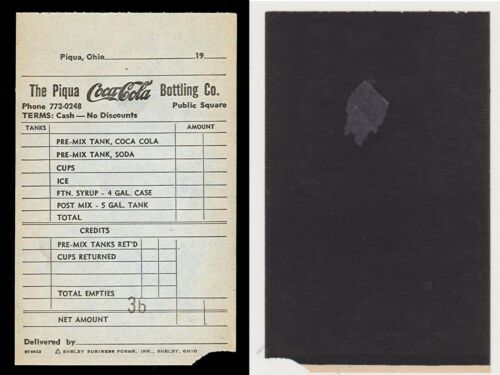 Piqua, Ohio 19
The Piqua Coca-Cola Bottling Co.
Phone 773-0248 Public Square
TERMS: Cash — No Discounts
TANKS AMOUNT
PRE-MIX TANK, COCA COLA
PRE-MIX TANK, SODA
CUPS
ICE
FTN. SYRUP - 4 GAL. CASE
POST MIX - 5 GAL. TANK
TOTAL
CREDITS
PRE-MIX TANKS RET'D
CUPS RETURNED
TOTAL EMPTIES
36
NET AMOUNT
Delivered by
SHELBY BUSINESS FORMS, INC., SHELBY, OHIO